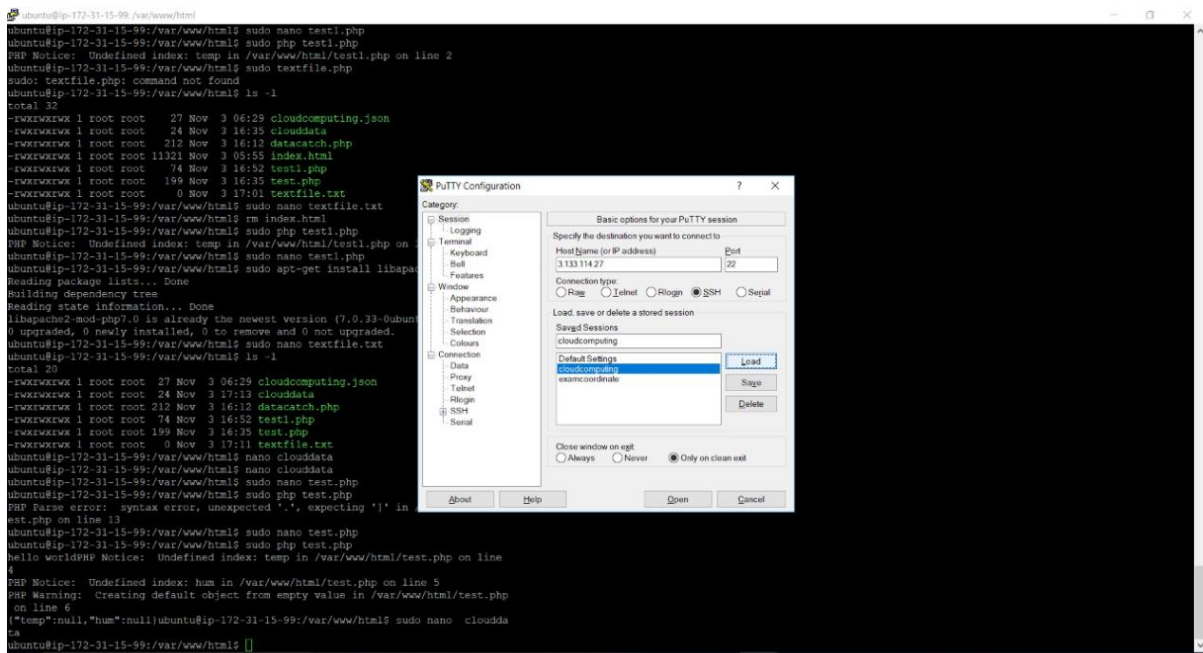 ubuntu@ip-172-31-15-99: /var/www/html
ubuntu@ip-172-31-15-99:/var/www/html$ sudo nano test1.php
ubuntu@ip-172-31-15-99:/var/www/html$ sudo php test1.php
PHP Notice:  Undefined index: temp in /var/www/html/test1.php on line 2
ubuntu@ip-172-31-15-99:/var/www/html$ sudo textfile.php
sudo: textfile.php: command not found
ubuntu@ip-172-31-15-99:/var/www/html$ ls -l
total 32
-rwxrwxrwx 1 root root    27 Nov  3 06:29 cloudcomputing.json
-rwxrwxrwx 1 root root    24 Nov  3 16:35 clouddata
-rwxrwxrwx 1 root root   212 Nov  3 16:12 datacatch.php
-rwxrwxrwx 1 root root 11321 Nov  3 05:55 index.html
-rwxrwxrwx 1 root root    74 Nov  3 16:52 test1.php
-rwxrwxrwx 1 root root   199 Nov  3 16:35 test.php
-rwxrwxrwx 1 root root     0 Nov  3 17:01 textfile.txt
ubuntu@ip-172-31-15-99:/var/www/html$ sudo nano textfile.txt
ubuntu@ip-172-31-15-99:/var/www/html$ rm index.html
ubuntu@ip-172-31-15-99:/var/www/html$ sudo php test1.php
PHP Notice:  Undefined index: temp in /var/www/html/test1.php on
ubuntu@ip-172-31-15-99:/var/www/html$ sudo nano test1.php
ubuntu@ip-172-31-15-99:/var/www/html$ sudo apt-get install libapac
Reading package lists... Done
Building dependency tree
Reading state information... Done
libapache2-mod-php7.0 is already the newest version (7.0.33-0ubunt
0 upgraded, 0 newly installed, 0 to remove and 0 not upgraded.
ubuntu@ip-172-31-15-99:/var/www/html$ sudo nano textfile.txt
ubuntu@ip-172-31-15-99:/var/www/html$ ls -l
total 20
-rwxrwxrwx 1 root root  27 Nov  3 06:29 cloudcomputing.json
-rwxrwxrwx 1 root root  24 Nov  3 17:13 clouddata
-rwxrwxrwx 1 root root 212 Nov  3 16:12 datacatch.php
-rwxrwxrwx 1 root root  74 Nov  3 16:52 test1.php
-rwxrwxrwx 1 root root 199 Nov  3 16:35 test.php
-rwxrwxrwx 1 root root   0 Nov  3 17:11 textfile.txt
ubuntu@ip-172-31-15-99:/var/www/html$ nano clouddata
ubuntu@ip-172-31-15-99:/var/www/html$ nano clouddata
ubuntu@ip-172-31-15-99:/var/www/html$ sudo nano test.php
ubuntu@ip-172-31-15-99:/var/www/html$ sudo php test.php
PHP Parse error:  syntax error, unexpected '.', expecting ']' in
est.php on line 13
ubuntu@ip-172-31-15-99:/var/www/html$ sudo nano test.php
ubuntu@ip-172-31-15-99:/var/www/html$ sudo php test.php
hello worldPHP Notice:  Undefined index: temp in /var/www/html/test.php on line
4
PHP Notice:  Undefined index: hum in /var/www/html/test.php on line 5
PHP Warning:  Creating default object from empty value in /var/www/html/test.php
 on line 6
{"temp":null,"hum":null}ubuntu@ip-172-31-15-99:/var/www/html$ sudo nano  cloudda
ta
ubuntu@ip-172-31-15-99:/var/www/html$
PuTTY Configuration
?
Category:
Session
Logging
Terminal
Keyboard
Bell
Features
Window
Appearance
Behaviour
Translation
Selection
Colours
Connection
Data
Proxy
Telnet
Rlogin
SSH
Serial
Basic options for your PuTTY session
Specify the destination you want to connect to
Host Name (or IP address) Port
3.133.114.27 22
Connection type:
Raw Telnet Rlogin SSH Serial
Load, save or delete a stored session
Saved Sessions
cloudcomputing
Default Settings
cloudcomputing
examcoordinate
Load
Save
Delete
Close window on exit
Always Never Only on clean exit
About Help Open Cancel